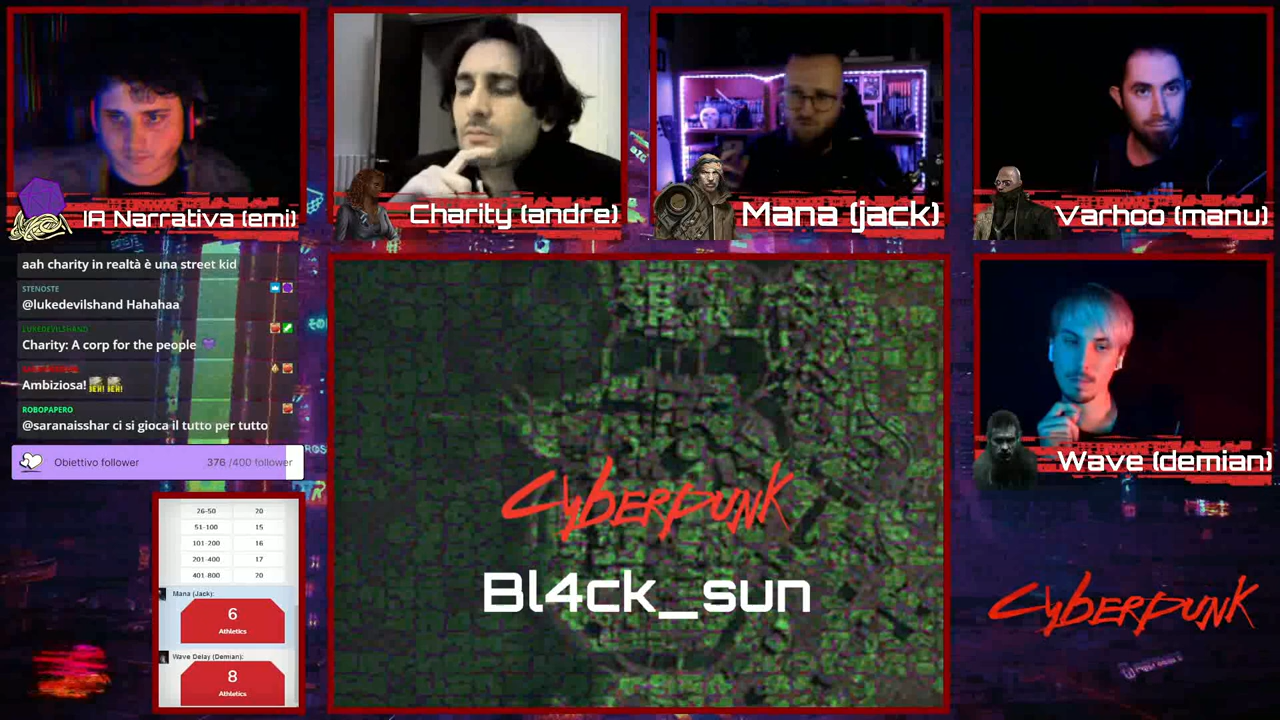 IA Narrativa (emi)
Charity (andre)
Mana (jack)
Varhoo (manu)
aah charity in realtà è una street kid
STENOSTE
@lukedevilshand Hahahaa
LUKEDEVILSHAND
Charity: A corp for the people
Ambiziosa!
ROBOPAPERO
@saranaisshar ci si gioca il tutto per tutto
Obiettivo follower 376 /400 follower
26-50 20
51-100 15
101-200 16
201-400 17
401-800 20
Mana (Jack):
6
Athletics
Wave Delay (Demian):
8
Athletics
CYBERPUNK
Bl4ck_sun
Wave (demian)
CYBERPUNK